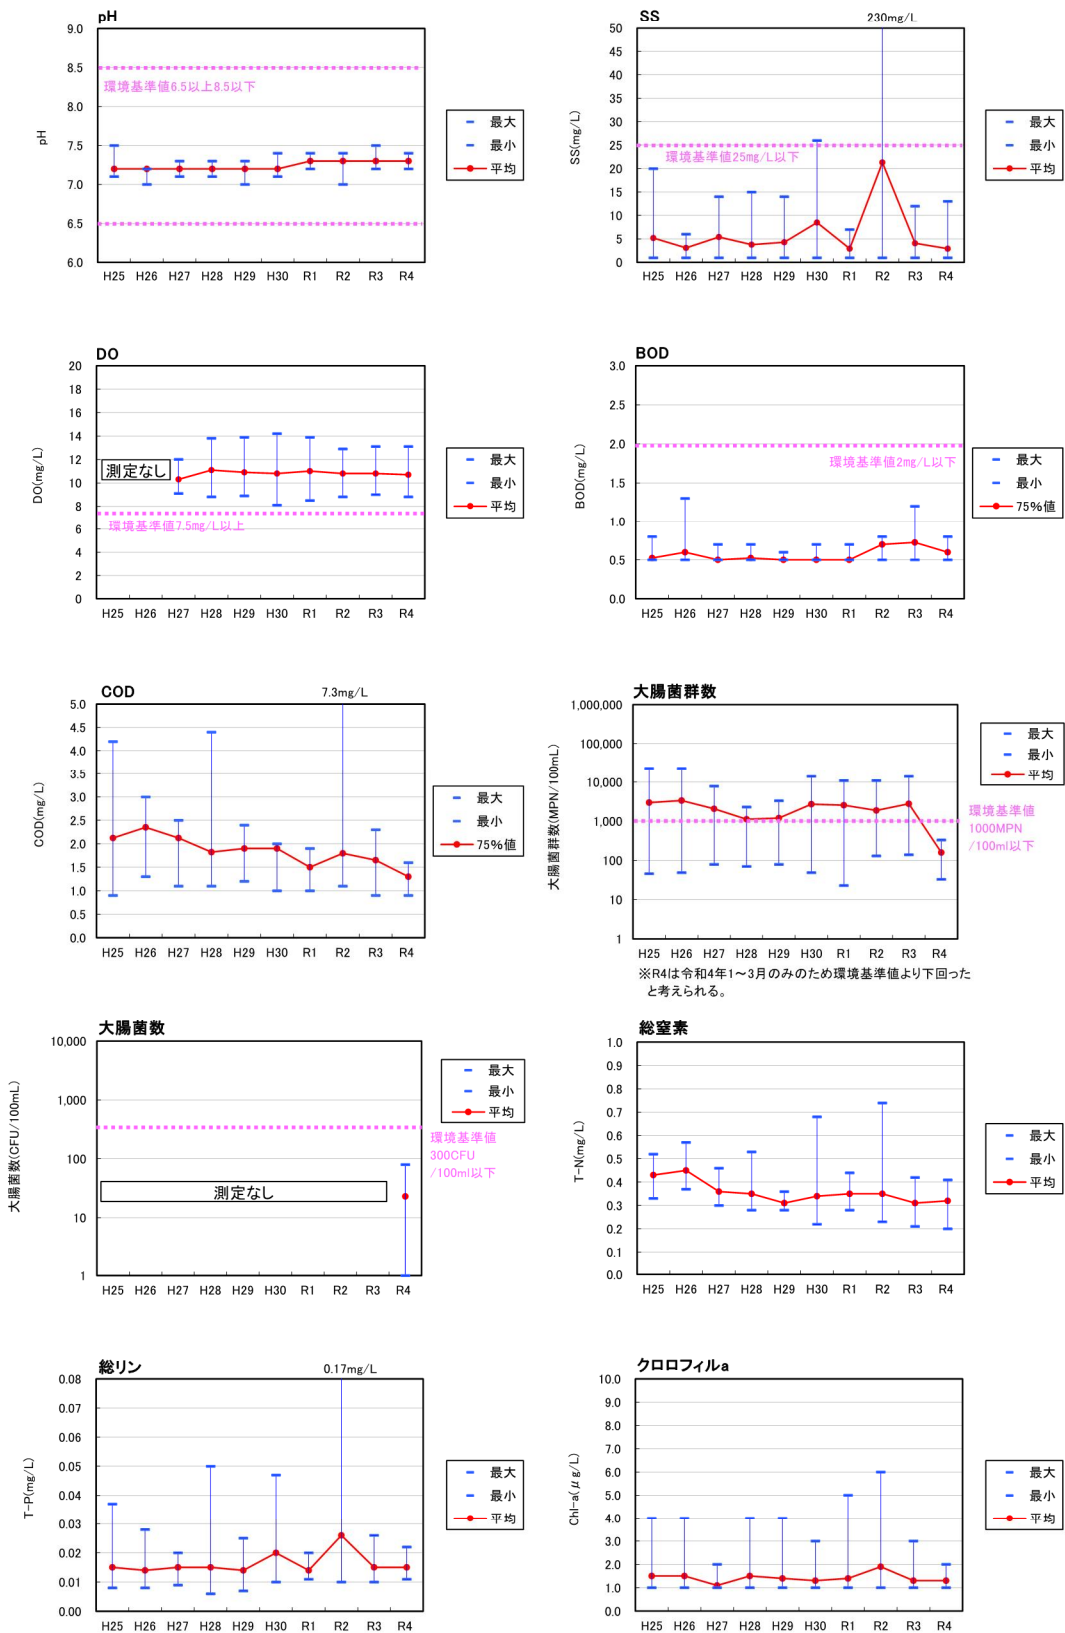 pH
9.0
8.5
8.0
7.5
7.0
6.5
6.0
pH
環境基準値6.5以上8.5以下
H25 H26 H27 H28 H29 H30 R1 R2 R3 R4
最大
最小
平均
SS
230mg/L
50
45
40
35
30
25
20
15
10
5
0
SS(mg/L)
環境基準値25mg/L以下
H25 H26 H27 H28 H29 H30 R1 R2 R3 R4
最大
最小
平均
DO
20
18
16
14
12
10
8
6
4
2
0
DO(mg/L)
測定なし
環境基準値7.5mg/L以上
H25 H26 H27 H28 H29 H30 R1 R2 R3 R4
最大
最小
平均
BOD
3.0
2.5
2.0
1.5
1.0
0.5
0.0
BOD(mg/L)
環境基準値2mg/L以下
H25 H26 H27 H28 H29 H30 R1 R2 R3 R4
最大
最小
75%値
COD
7.3mg/L
5.0
4.5
4.0
3.5
3.0
2.5
2.0
1.5
1.0
0.5
0.0
COD(mg/L)
H25 H26 H27 H28 H29 H30 R1 R2 R3 R4
最大
最小
75%値
大腸菌群数
1,000,000
100,000
10,000
1,000
100
10
1
大腸菌群数(MPN/100mL)
H25 H26 H27 H28 H29 H30 R1 R2 R3 R4
最大
最小
平均
環境基準値
1000MPN
/100ml以下
※R4は令和4年1~3月のみのため環境基準値より下回った
と考えられる。
大腸菌数
10,000
1,000
100
10
1
大腸菌数(CFU/100mL)
測定なし
H25 H26 H27 H28 H29 H30 R1 R2 R3 R4
最大
最小
平均
環境基準値
300CFU
/100ml以下
総窒素
1.0
0.9
0.8
0.7
0.6
0.5
0.4
0.3
0.2
0.1
0.0
T-N(mg/L)
H25 H26 H27 H28 H29 H30 R1 R2 R3 R4
最大
最小
平均
総リン
0.17mg/L
0.08
0.07
0.06
0.05
0.04
0.03
0.02
0.01
0.00
T-P(mg/L)
H25 H26 H27 H28 H29 H30 R1 R2 R3 R4
最大
最小
平均
クロロフィルa
10.0
9.0
8.0
7.0
6.0
5.0
4.0
3.0
2.0
1.0
0.0
Chl-a(μg/L)
H25 H26 H27 H28 H29 H30 R1 R2 R3 R4
最大
最小
平均